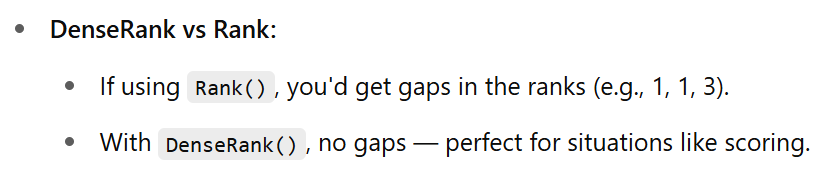 DenseRank vs Rank:
If using Rank(), you'd get gaps in the ranks (e.g., 1, 1, 3).
With DenseRank(), no gaps — perfect for situations like scoring.